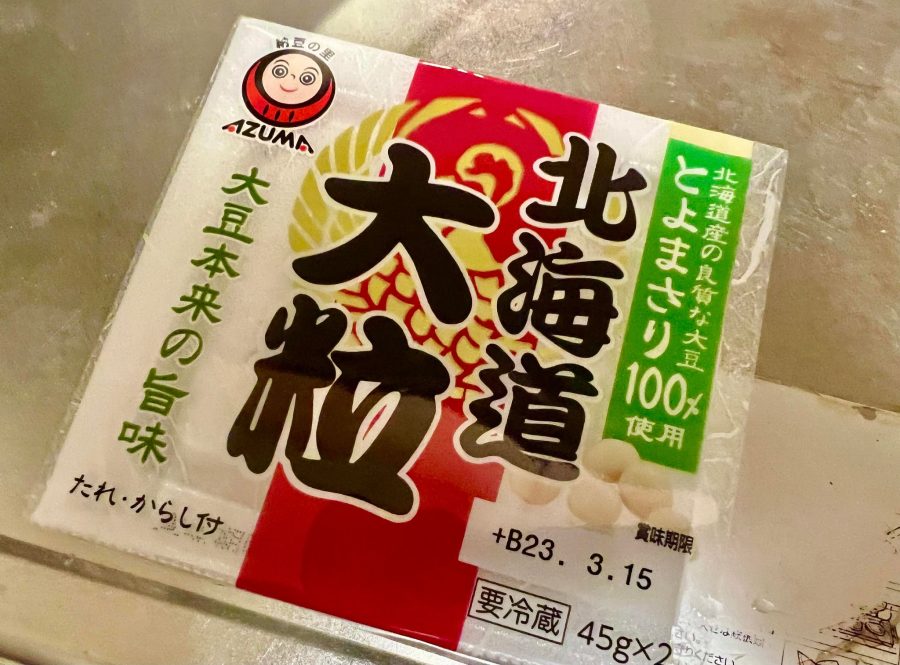 納豆の里
AZUMA
北海道
大粒
北海道産の良質な大豆
とよまさり100%
使用
大豆本来の旨味
たれ・からし付
賞味期限
+B23. 3.15
要冷蔵
45g×2